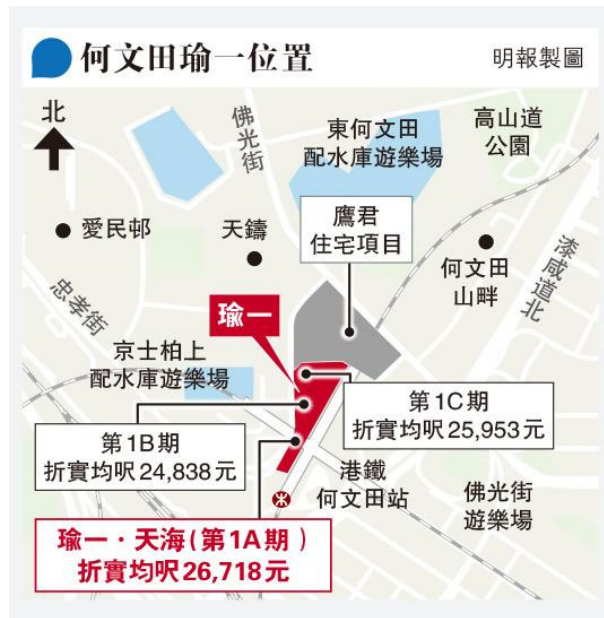 何文田瑜一位置
明報製圖
北
佛光街
東何文田
配水庫遊樂場
高山道
公園
鷹君
住宅項目
愛民邨
天鑄
何文田
山畔
漆咸道北
忠孝街
瑜一
京士柏上
配水庫遊樂場
第1C期
折實均呎25,953元
第1B期
折實均呎24,838元
港鐵
何文田站
佛光街
遊樂場
瑜一．天海(第1A期)
折實均呎26,718元